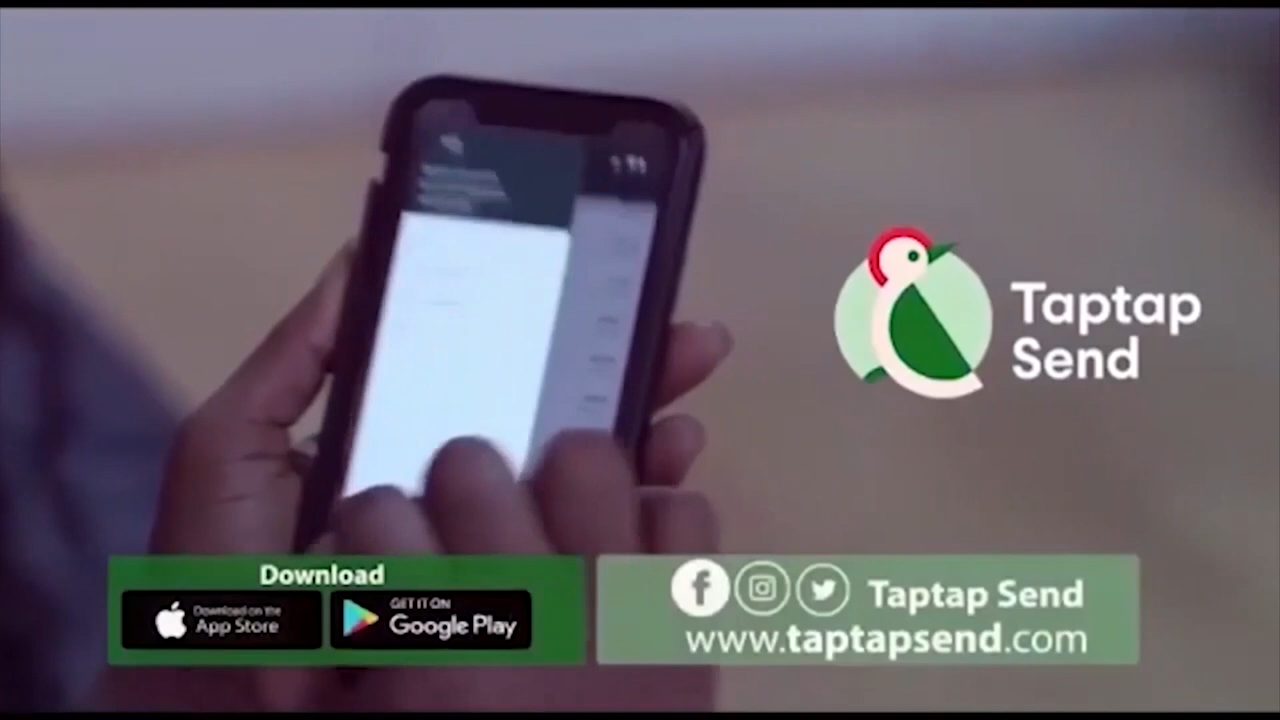 Taptap
Send
Download
Download on the
App Store
GET IT ON
Google Play
Taptap Send
www.taptapsend.com